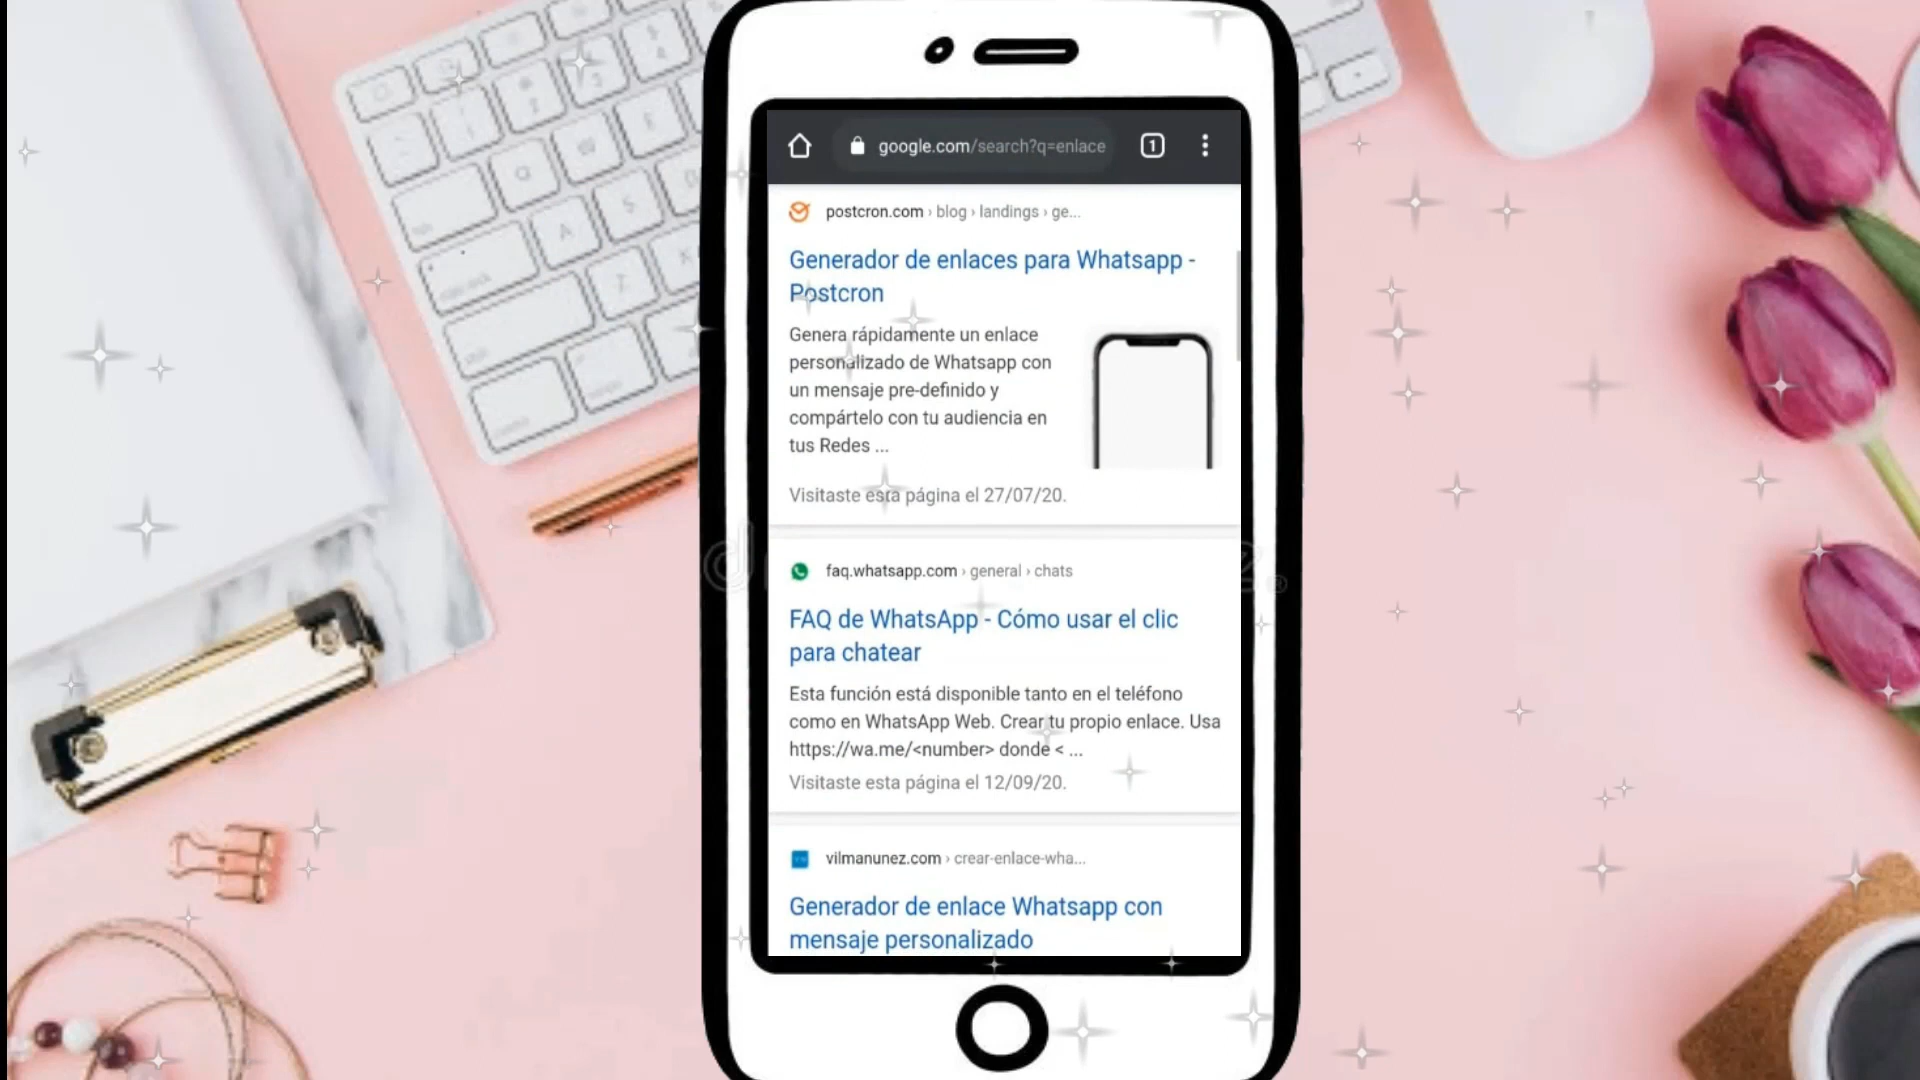 google.com/search?q=enlace
1
postcron.com › blog › landings › ge...
Generador de enlaces para Whatsapp -
Postcron
Genera rápidamente un enlace
personalizado de Whatsapp con
un mensaje pre-definido y
compártelo con tu audiencia en
tus Redes ...
Visitaste esta página el 27/07/20.
faq.whatsapp.com › general › chats
FAQ de WhatsApp - Cómo usar el clic
para chatear
Esta función está disponible tanto en el teléfono
como en WhatsApp Web. Crear tu propio enlace. Usa
https://wa.me/<number> donde < ...
Visitaste esta página el 12/09/20.
vilmanunez.com › crear-enlace-wha...
Generador de enlace Whatsapp con
mensaje personalizado